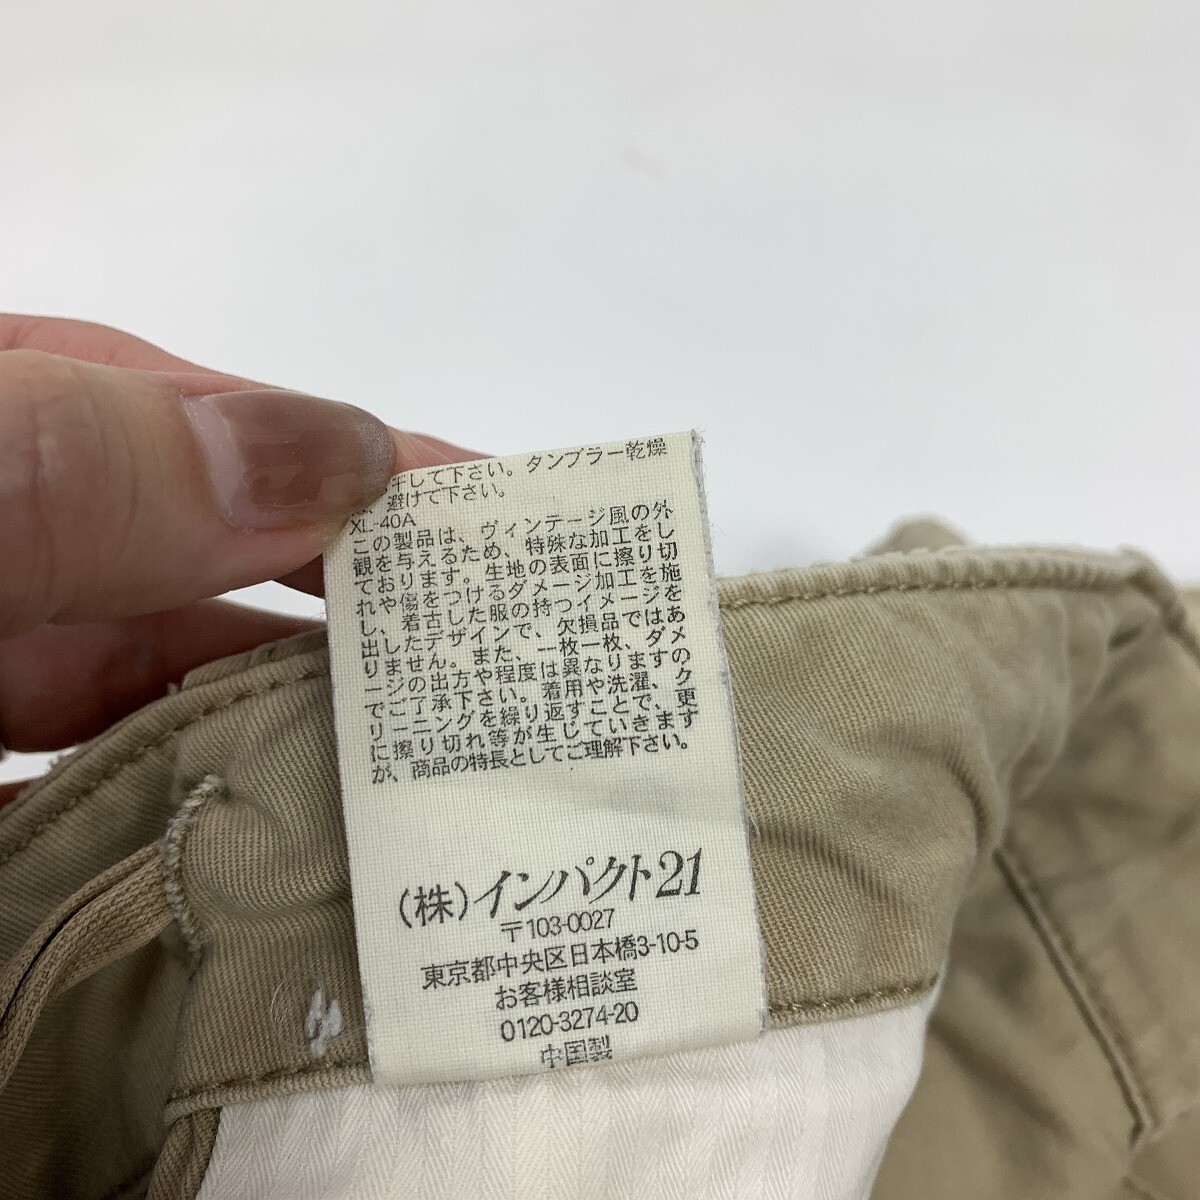 干して下さい。タンブラー乾燥
避けて下さい。
XL-40A
この製品は、ヴィンテージ風の外
観を与えるため、特殊な加工をし
ております。生地の表面に擦り切
れや傷をつけたダメージ加工を施
し、着古した服の持つイメージを
出したデザインで、欠損品ではあ
りません。また、一枚一枚、ダメ
ージの出方や程度は異なりますの
でご了承下さい。着用や洗濯、ク
リーニングを繰り返すことで、更
に擦り切れ等が生じていきます
が、商品の特長としてご理解下さい。
(株)インパクト21
〒103-0027
東京都中央区日本橋3-10-5
お客様相談室
0120-3274-20
中国製